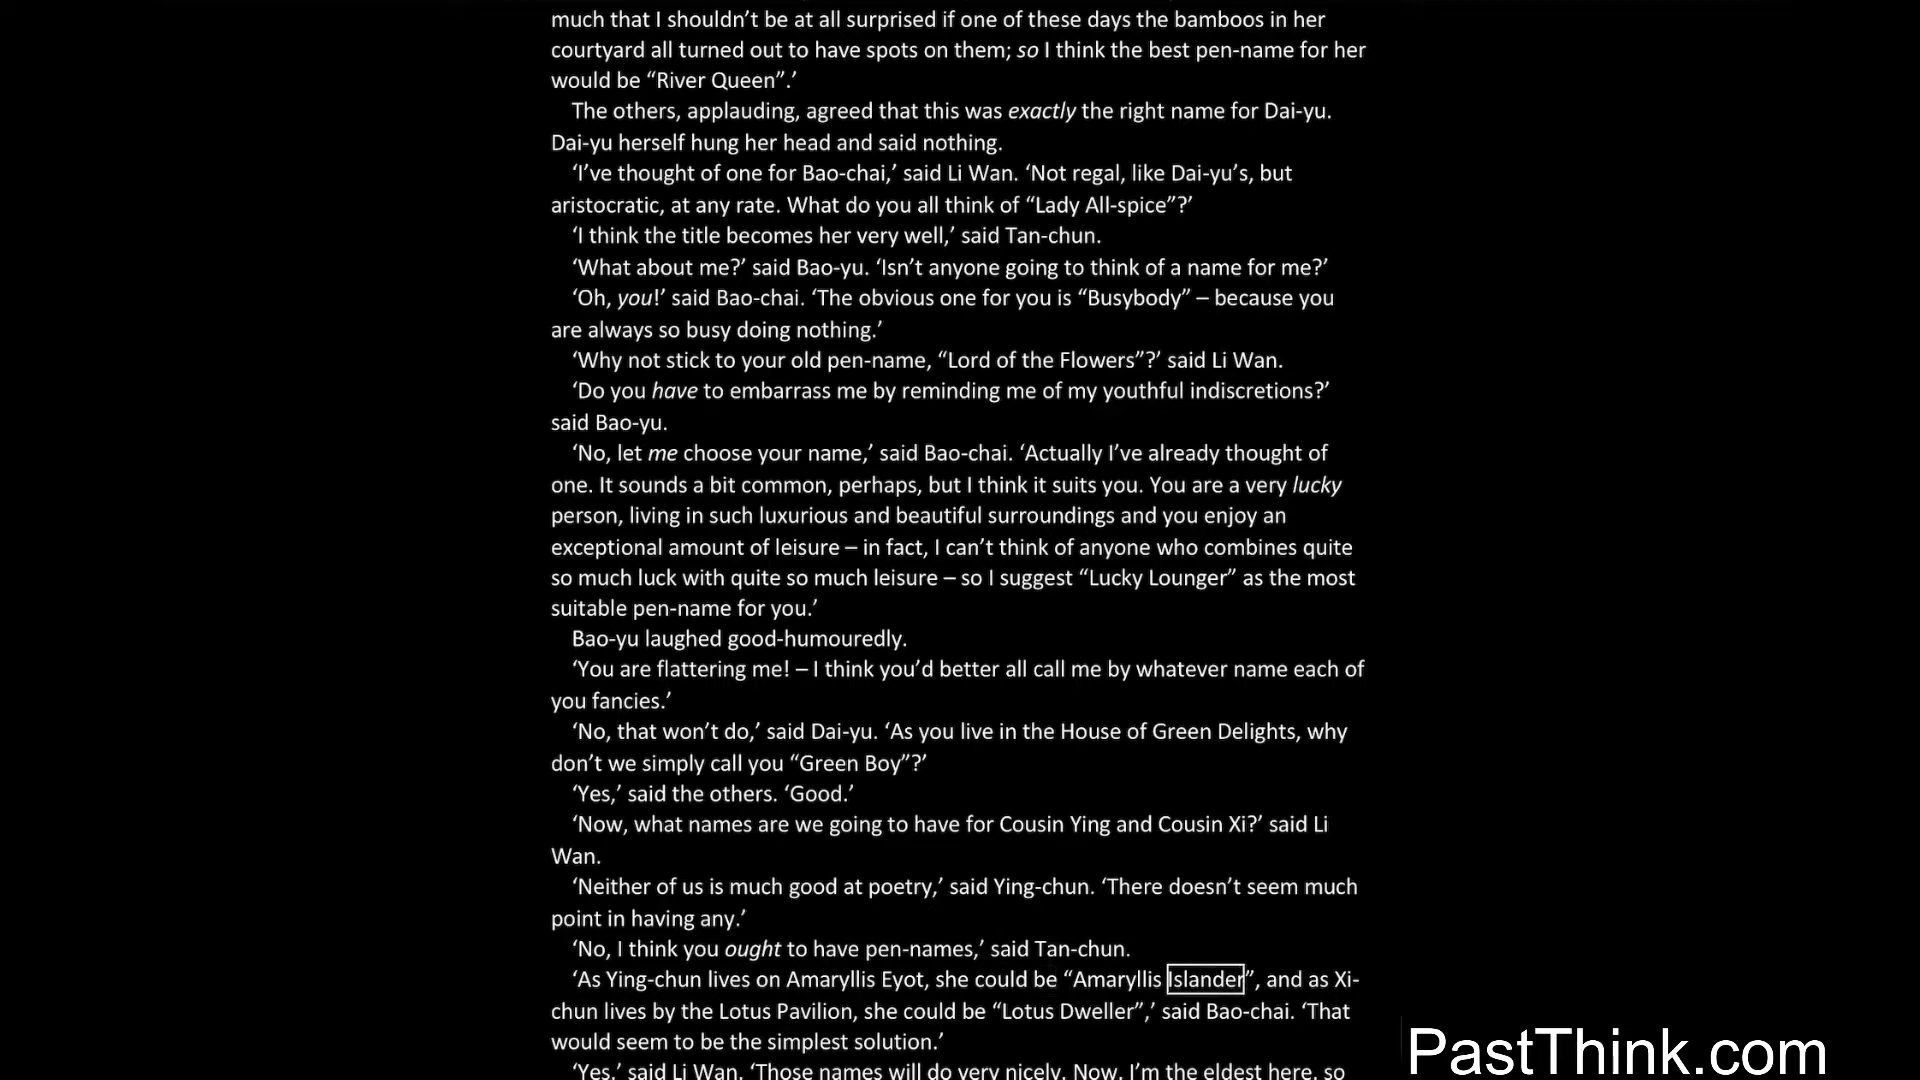 much that I shouldn’t be at all surprised if one of these days the bamboos in her
courtyard all turned out to have spots on them; so I think the best pen-name for her
would be “River Queen”.’
The others, applauding, agreed that this was exactly the right name for Dai-yu.
Dai-yu herself hung her head and said nothing.
‘I’ve thought of one for Bao-chai,’ said Li Wan. ‘Not regal, like Dai-yu’s, but
aristocratic, at any rate. What do you all think of “Lady All-spice”?’
‘I think the title becomes her very well,’ said Tan-chun.
‘What about me?’ said Bao-yu. ‘Isn’t anyone going to think of a name for me?’
‘Oh, you!’ said Bao-chai. ‘The obvious one for you is “Busybody” – because you
are always so busy doing nothing.’
‘Why not stick to your old pen-name, “Lord of the Flowers”?’ said Li Wan.
‘Do you have to embarrass me by reminding me of my youthful indiscretions?’
said Bao-yu.
‘No, let me choose your name,’ said Bao-chai. ‘Actually I’ve already thought of
one. It sounds a bit common, perhaps, but I think it suits you. You are a very lucky
person, living in such luxurious and beautiful surroundings and you enjoy an
exceptional amount of leisure – in fact, I can’t think of anyone who combines quite
so much luck with quite so much leisure – so I suggest “Lucky Lounger” as the most
suitable pen-name for you.’
Bao-yu laughed good-humouredly.
‘You are flattering me! – I think you’d better all call me by whatever name each of
you fancies.’
‘No, that won’t do,’ said Dai-yu. ‘As you live in the House of Green Delights, why
don’t we simply call you “Green Boy”?’
‘Yes,’ said the others. ‘Good.’
‘Now, what names are we going to have for Cousin Ying and Cousin Xi?’ said Li
Wan.
‘Neither of us is much good at poetry,’ said Ying-chun. ‘There doesn’t seem much
point in having any.’
‘No, I think you ought to have pen-names,’ said Tan-chun.
‘As Ying-chun lives on Amaryllis Eyot, she could be “Amaryllis Islander”, and as Xi-
chun lives by the Lotus Pavilion, she could be “Lotus Dweller”,’ said Bao-chai. ‘That
would seem to be the simplest solution.’
‘Yes,’ said Li Wan. ‘Those names will do very nicely. Now, I’m the eldest here, so
PastThink.com